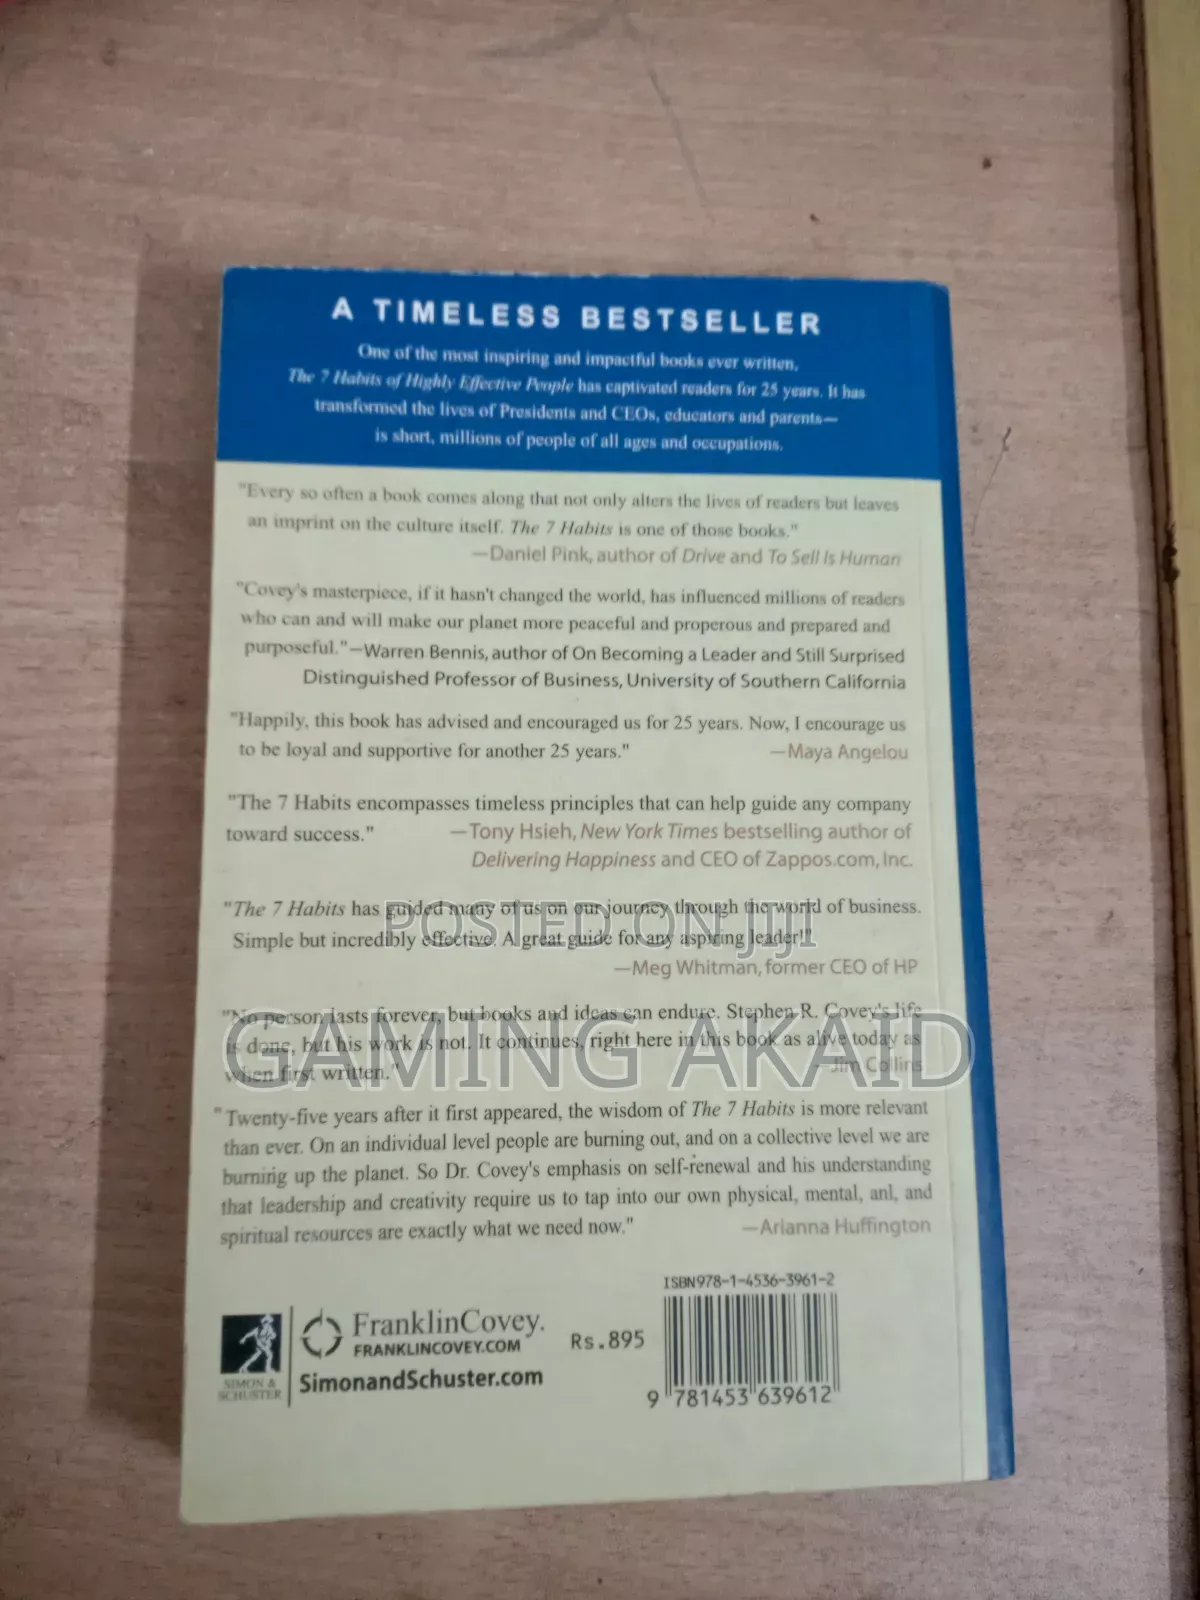 A TIMELESS BESTSELLER
One of the most inspiring and impactful books ever written,
The 7 Habits of Highly Effective People has captivated readers for 25 years. It has
transformed the lives of Presidents and CEOs, educators and parents—
is short, millions of people of all ages and occupations.
"Every so often a book comes along that not only alters the lives of readers but leaves
an imprint on the culture itself. The 7 Habits is one of those books."
—Daniel Pink, author of Drive and To Sell Is Human
"Covey's masterpiece, if it hasn't changed the world, has influenced millions of readers
who can and will make our planet more peaceful and properous and prepared and
purposeful."—Warren Bennis, author of On Becoming a Leader and Still Surprised
Distinguished Professor of Business, University of Southern California
"Happily, this book has advised and encouraged us for 25 years. Now, I encourage us
to be loyal and supportive for another 25 years."
—Maya Angelou
"The 7 Habits encompasses timeless principles that can help guide any company
toward success."
—Tony Hsieh, New York Times bestselling author of
Delivering Happiness and CEO of Zappos.com, Inc.
"The 7 Habits has guided many of us on our journey through the world of business.
Simple but incredibly effective. A great guide for any aspiring leader!"
—Meg Whitman, former CEO of HP
POSTED ON JIJI
GAMING AKAID
"No person lasts forever, but books and ideas can endure. Stephen R. Covey's life
is done, but his work is not. It continues, right here in this book as alive today as
when first written."
—Jim Collins
"Twenty-five years after it first appeared, the wisdom of The 7 Habits is more relevant
than ever. On an individual level people are burning out, and on a collective level we are
burning up the planet. So Dr. Covey's emphasis on self-renewal and his understanding
that leadership and creativity require us to tap into our own physical, mental, anl, and
spiritual resources are exactly what we need now."
—Arianna Huffington
ISBN978-1-4536-3961-2
FranklinCovey.
FRANKLINCOVEY.COM
Rs.895
SIMON &
SCHUSTER
SimonandSchuster.com
9 781453 639612